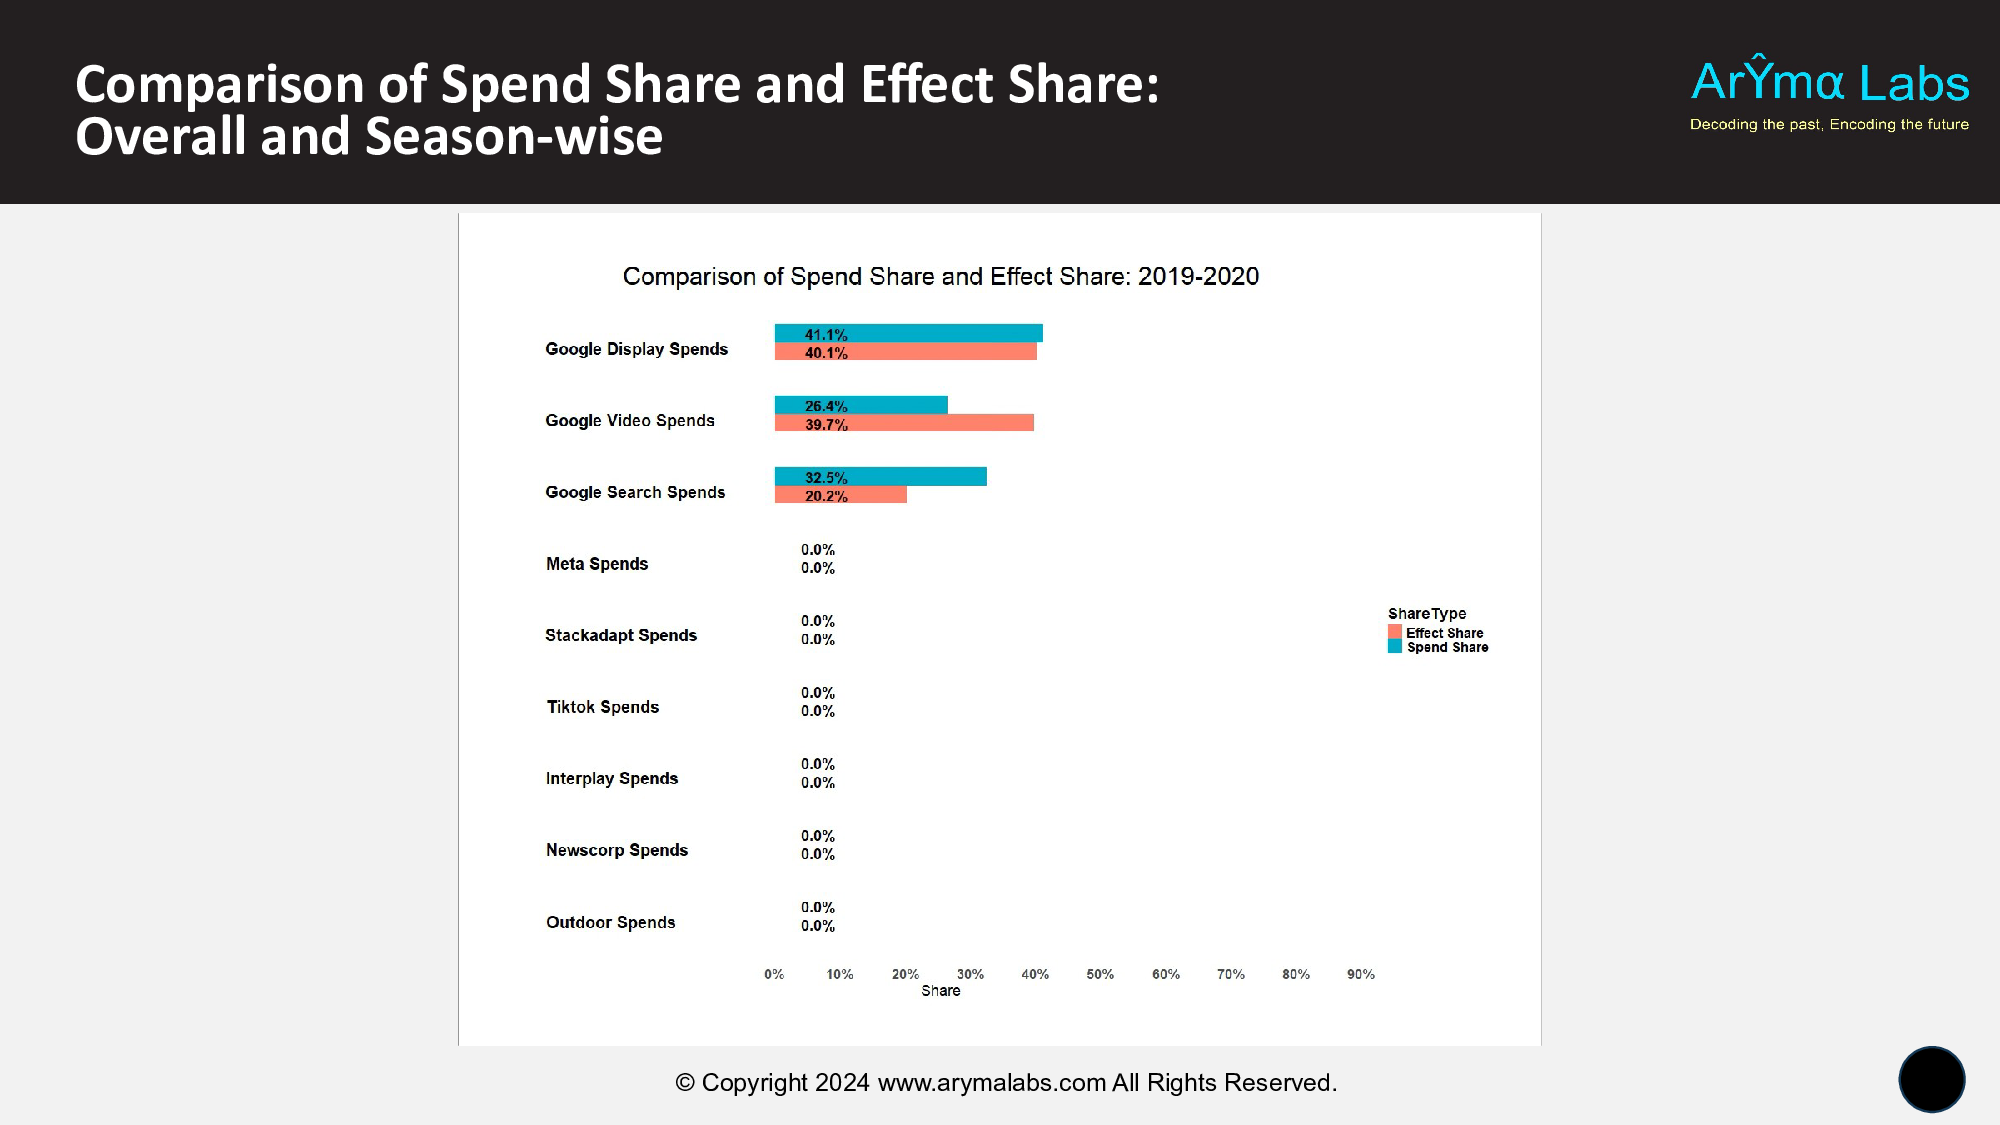 Comparison of Spend Share and Effect Share:
Overall and Season-wise
ArŶmα Labs
Decoding the past, Encoding the future
Comparison of Spend Share and Effect Share: 2019-2020
Google Display Spends
41.1%
40.1%
Google Video Spends
26.4%
39.7%
Google Search Spends
32.5%
20.2%
Meta Spends
0.0%
0.0%
Stackadapt Spends
0.0%
0.0%
Tiktok Spends
0.0%
0.0%
Interplay Spends
0.0%
0.0%
Newscorp Spends
0.0%
0.0%
Outdoor Spends
0.0%
0.0%
0% 10% 20% 30% 40% 50% 60% 70% 80% 90%
Share
ShareType
Effect Share
Spend Share
© Copyright 2024 www.arymalabs.com All Rights Reserved.